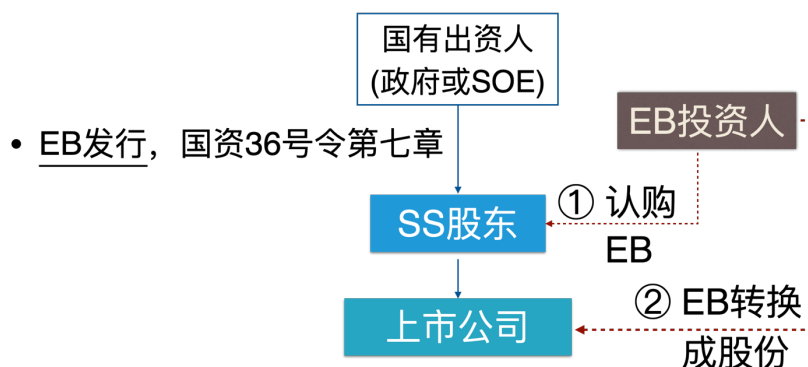 国有出资人
(政府或SOE)
EB投资人
• EB发行，国资36号令第七章
① 认购
EB
SS股东
② EB转换
成股份
上市公司